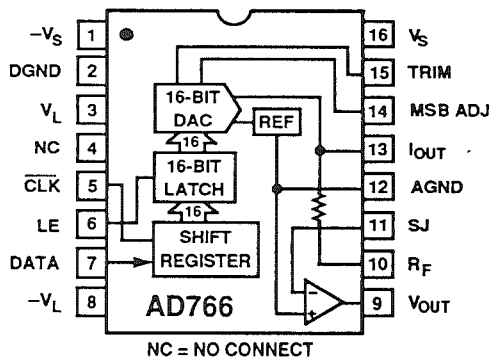 –VS 1
DGND 2
VL 3
NC 4
CLK 5
LE 6
DATA 7
–VL 8
16-BIT
DAC
REF
16
16-BIT
LATCH
16
SHIFT
REGISTER
AD766
–
+
16 VS
15 TRIM
14 MSB ADJ
13 IOUT
12 AGND
11 SJ
10 RF
9 VOUT
NC = NO CONNECT